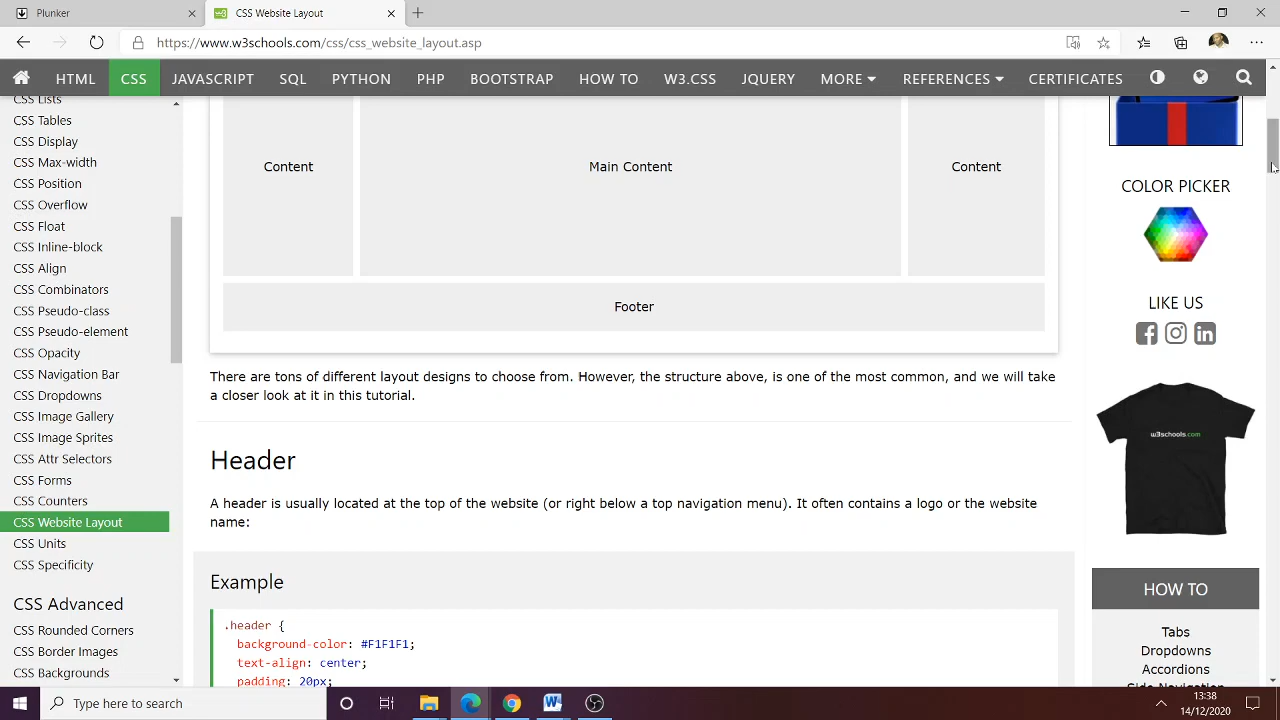 Plunker
CSS Website Layout
https://www.w3schools.com/css/css_website_layout.asp
HTML CSS JAVASCRIPT SQL PYTHON PHP BOOTSTRAP HOW TO W3.CSS JQUERY MORE REFERENCES CERTIFICATES
CSS Lists
CSS Tables
CSS Display
CSS Max-width
CSS Position
CSS Overflow
CSS Float
CSS Inline-block
CSS Align
CSS Combinators
CSS Pseudo-class
CSS Pseudo-element
CSS Opacity
CSS Navigation Bar
CSS Dropdowns
CSS Image Gallery
CSS Image Sprites
CSS Attr Selectors
CSS Forms
CSS Counters
CSS Website Layout
CSS Units
CSS Specificity
CSS Advanced
CSS Rounded Corners
CSS Border Images
CSS Backgrounds
Content Main Content Content
Footer
There are tons of different layout designs to choose from. However, the structure above, is one of the most common, and we will take
a closer look at it in this tutorial.
Header
A header is usually located at the top of the website (or right below a top navigation menu). It often contains a logo or the website
name:
Example
.header {
background-color: #F1F1F1;
text-align: center;
padding: 20px;
COLOR PICKER
LIKE US
w3schools.com
HOW TO
Tabs
Dropdowns
Accordions
Side Navigation
Type here to search
13:38
14/12/2020